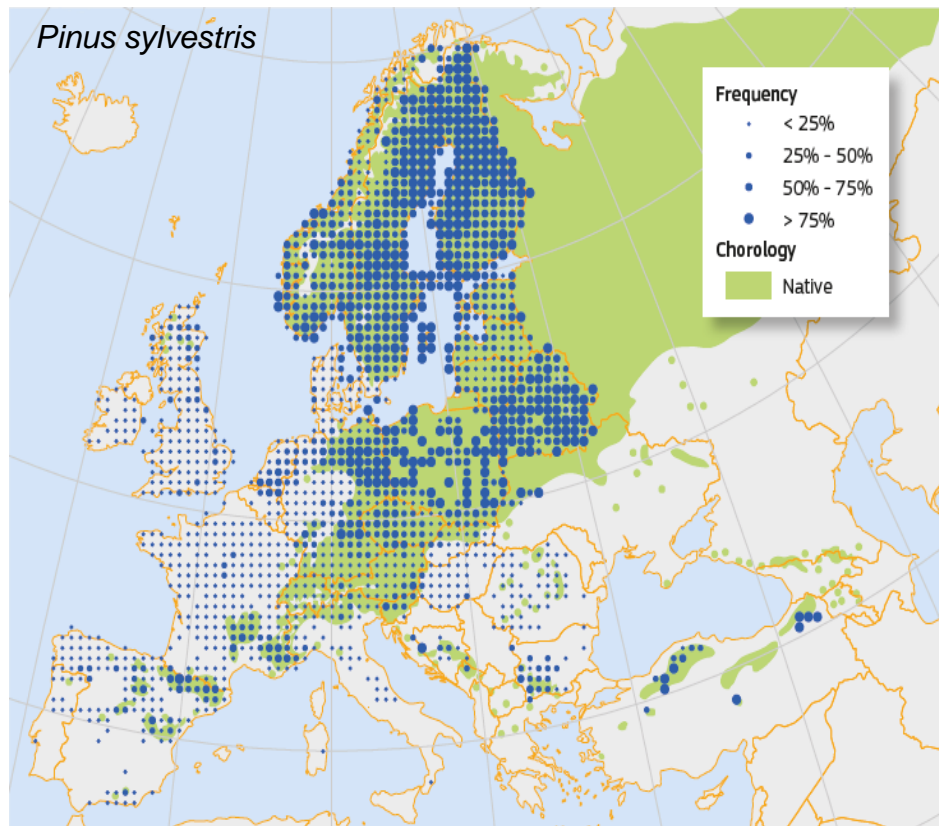 Pinus sylvestris
Frequency
< 25%
25% - 50%
50% - 75%
> 75%
Chorology
Native